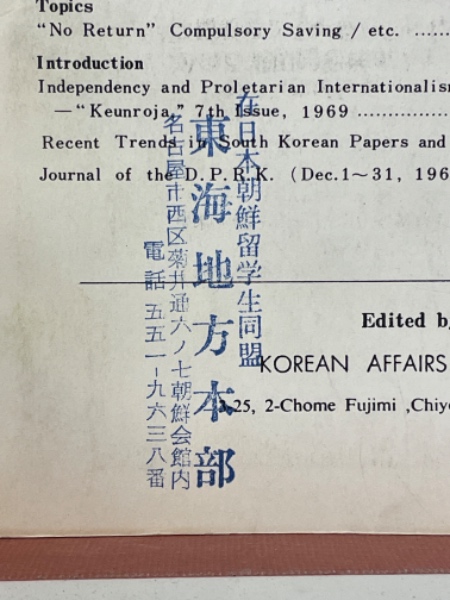 Topics
“No Return” Compulsory Saving / etc. ......
Introduction
Independency and Proletarian Internationalism
—“Keunroja,” 7th Issue, 1969 ..................
Recent Trends in South Korean Papers and
Journal of the D.P.R.K. (Dec.1～31, 196
Edited by
KOREAN AFFAIRS
3-25, 2-Chome Fujimi ,Chiyo
在日本朝鮮留学生同盟
東海地方本部
名古屋市西区菊井通六ノ七朝鮮会館内
電話 五五一-九六三八番